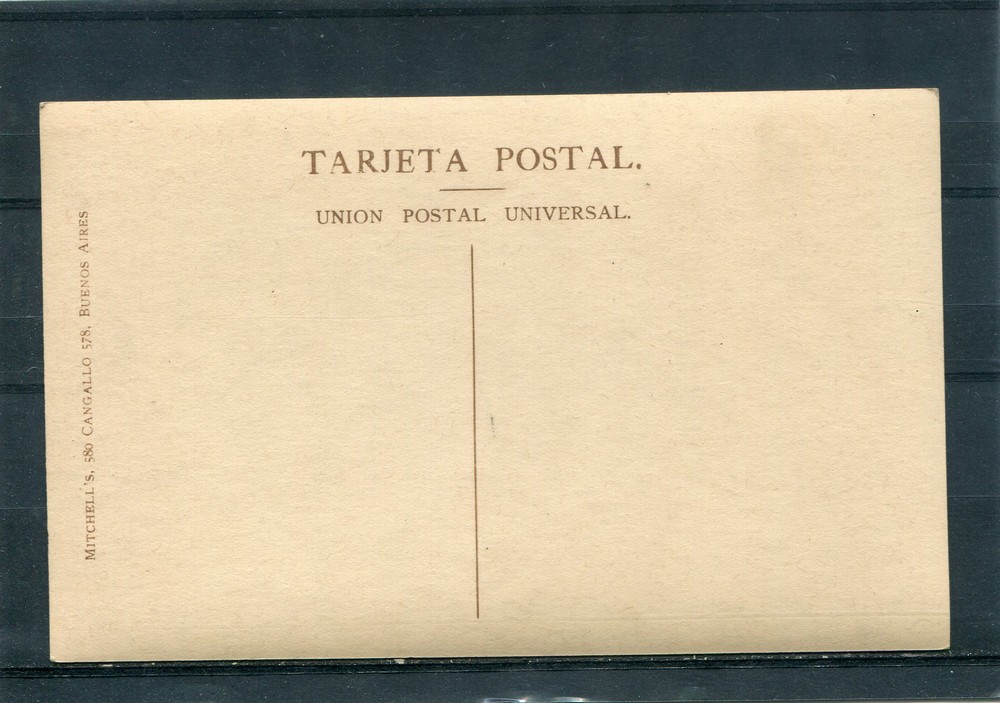 TARJETA POSTAL.
UNION POSTAL UNIVERSAL.
MITCHELL'S, 580 CANGALLO 578, BUENOS AIRES